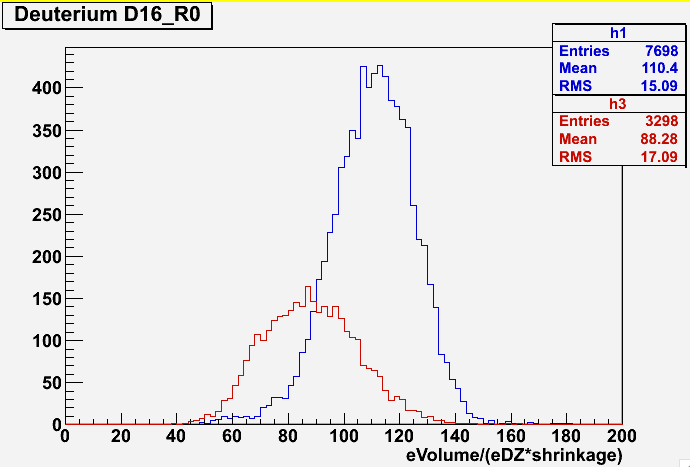 Deuterium D16_R0
h1
Entries 7698
Mean 110.4
RMS 15.09
h3
Entries 3298
Mean 88.28
RMS 17.09
400
350
300
250
200
150
100
50
0
0 20 40 60 80 100 120 140 160 180 200
eVolume/(eDZ*shrinkage)